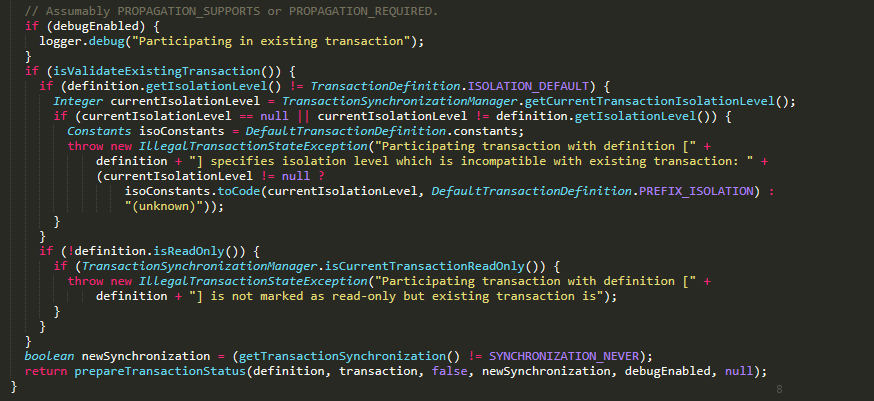 // Assumably PROPAGATION_SUPPORTS or PROPAGATION_REQUIRED.
if (debugEnabled) {
logger.debug("Participating in existing transaction");
}
if (isValidateExistingTransaction()) {
if (definition.getIsolationLevel() != TransactionDefinition.ISOLATION_DEFAULT) {
Integer currentIsolationLevel = TransactionSynchronizationManager.getCurrentTransactionIsolationLevel();
if (currentIsolationLevel == null || currentIsolationLevel != definition.getIsolationLevel()) {
Constants isoConstants = DefaultTransactionDefinition.constants;
throw new IllegalTransactionStateException("Participating transaction with definition [" +
definition + "] specifies isolation level which is incompatible with existing transaction: " +
(currentIsolationLevel != null ?
isoConstants.toCode(currentIsolationLevel, DefaultTransactionDefinition.PREFIX_ISOLATION) :
"(unknown)"));
}
}
if (!definition.isReadOnly()) {
if (TransactionSynchronizationManager.isCurrentTransactionReadOnly()) {
throw new IllegalTransactionStateException("Participating transaction with definition [" +
definition + "] is not marked as read-only but existing transaction is");
}
}
}
boolean newSynchronization = (getTransactionSynchronization() != SYNCHRONIZATION_NEVER);
return prepareTransactionStatus(definition, transaction, false, newSynchronization, debugEnabled, null);
}
8